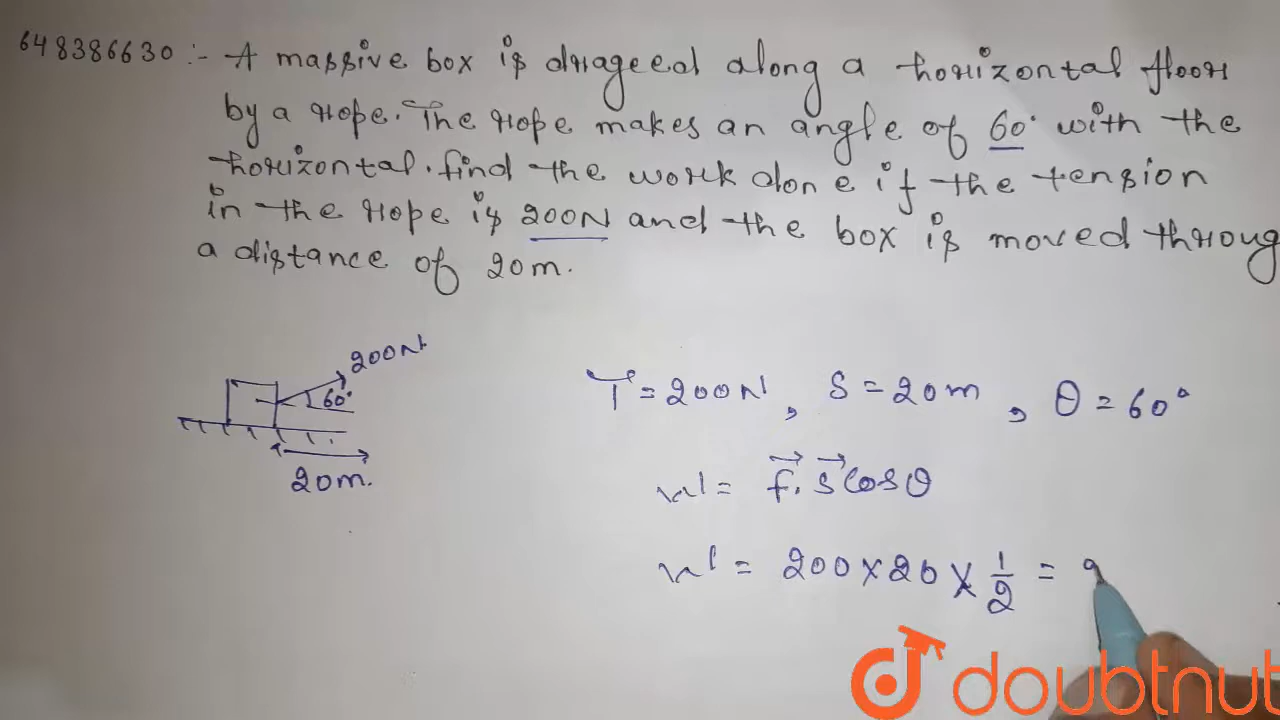 648386630 :- A massive box is drageed along a horizontal floor
by a rope. The rope makes an angle of 60° with the
horizontal. find the work done if the tension
in the rope is 200N and the box is moved throug
a distance of 20m.
200N
60°
20m.
T = 200N, S = 20m, θ = 60°
W = F⃗. S⃗ cosθ
W = 200 × 20 × 1/2 =
doubtnut